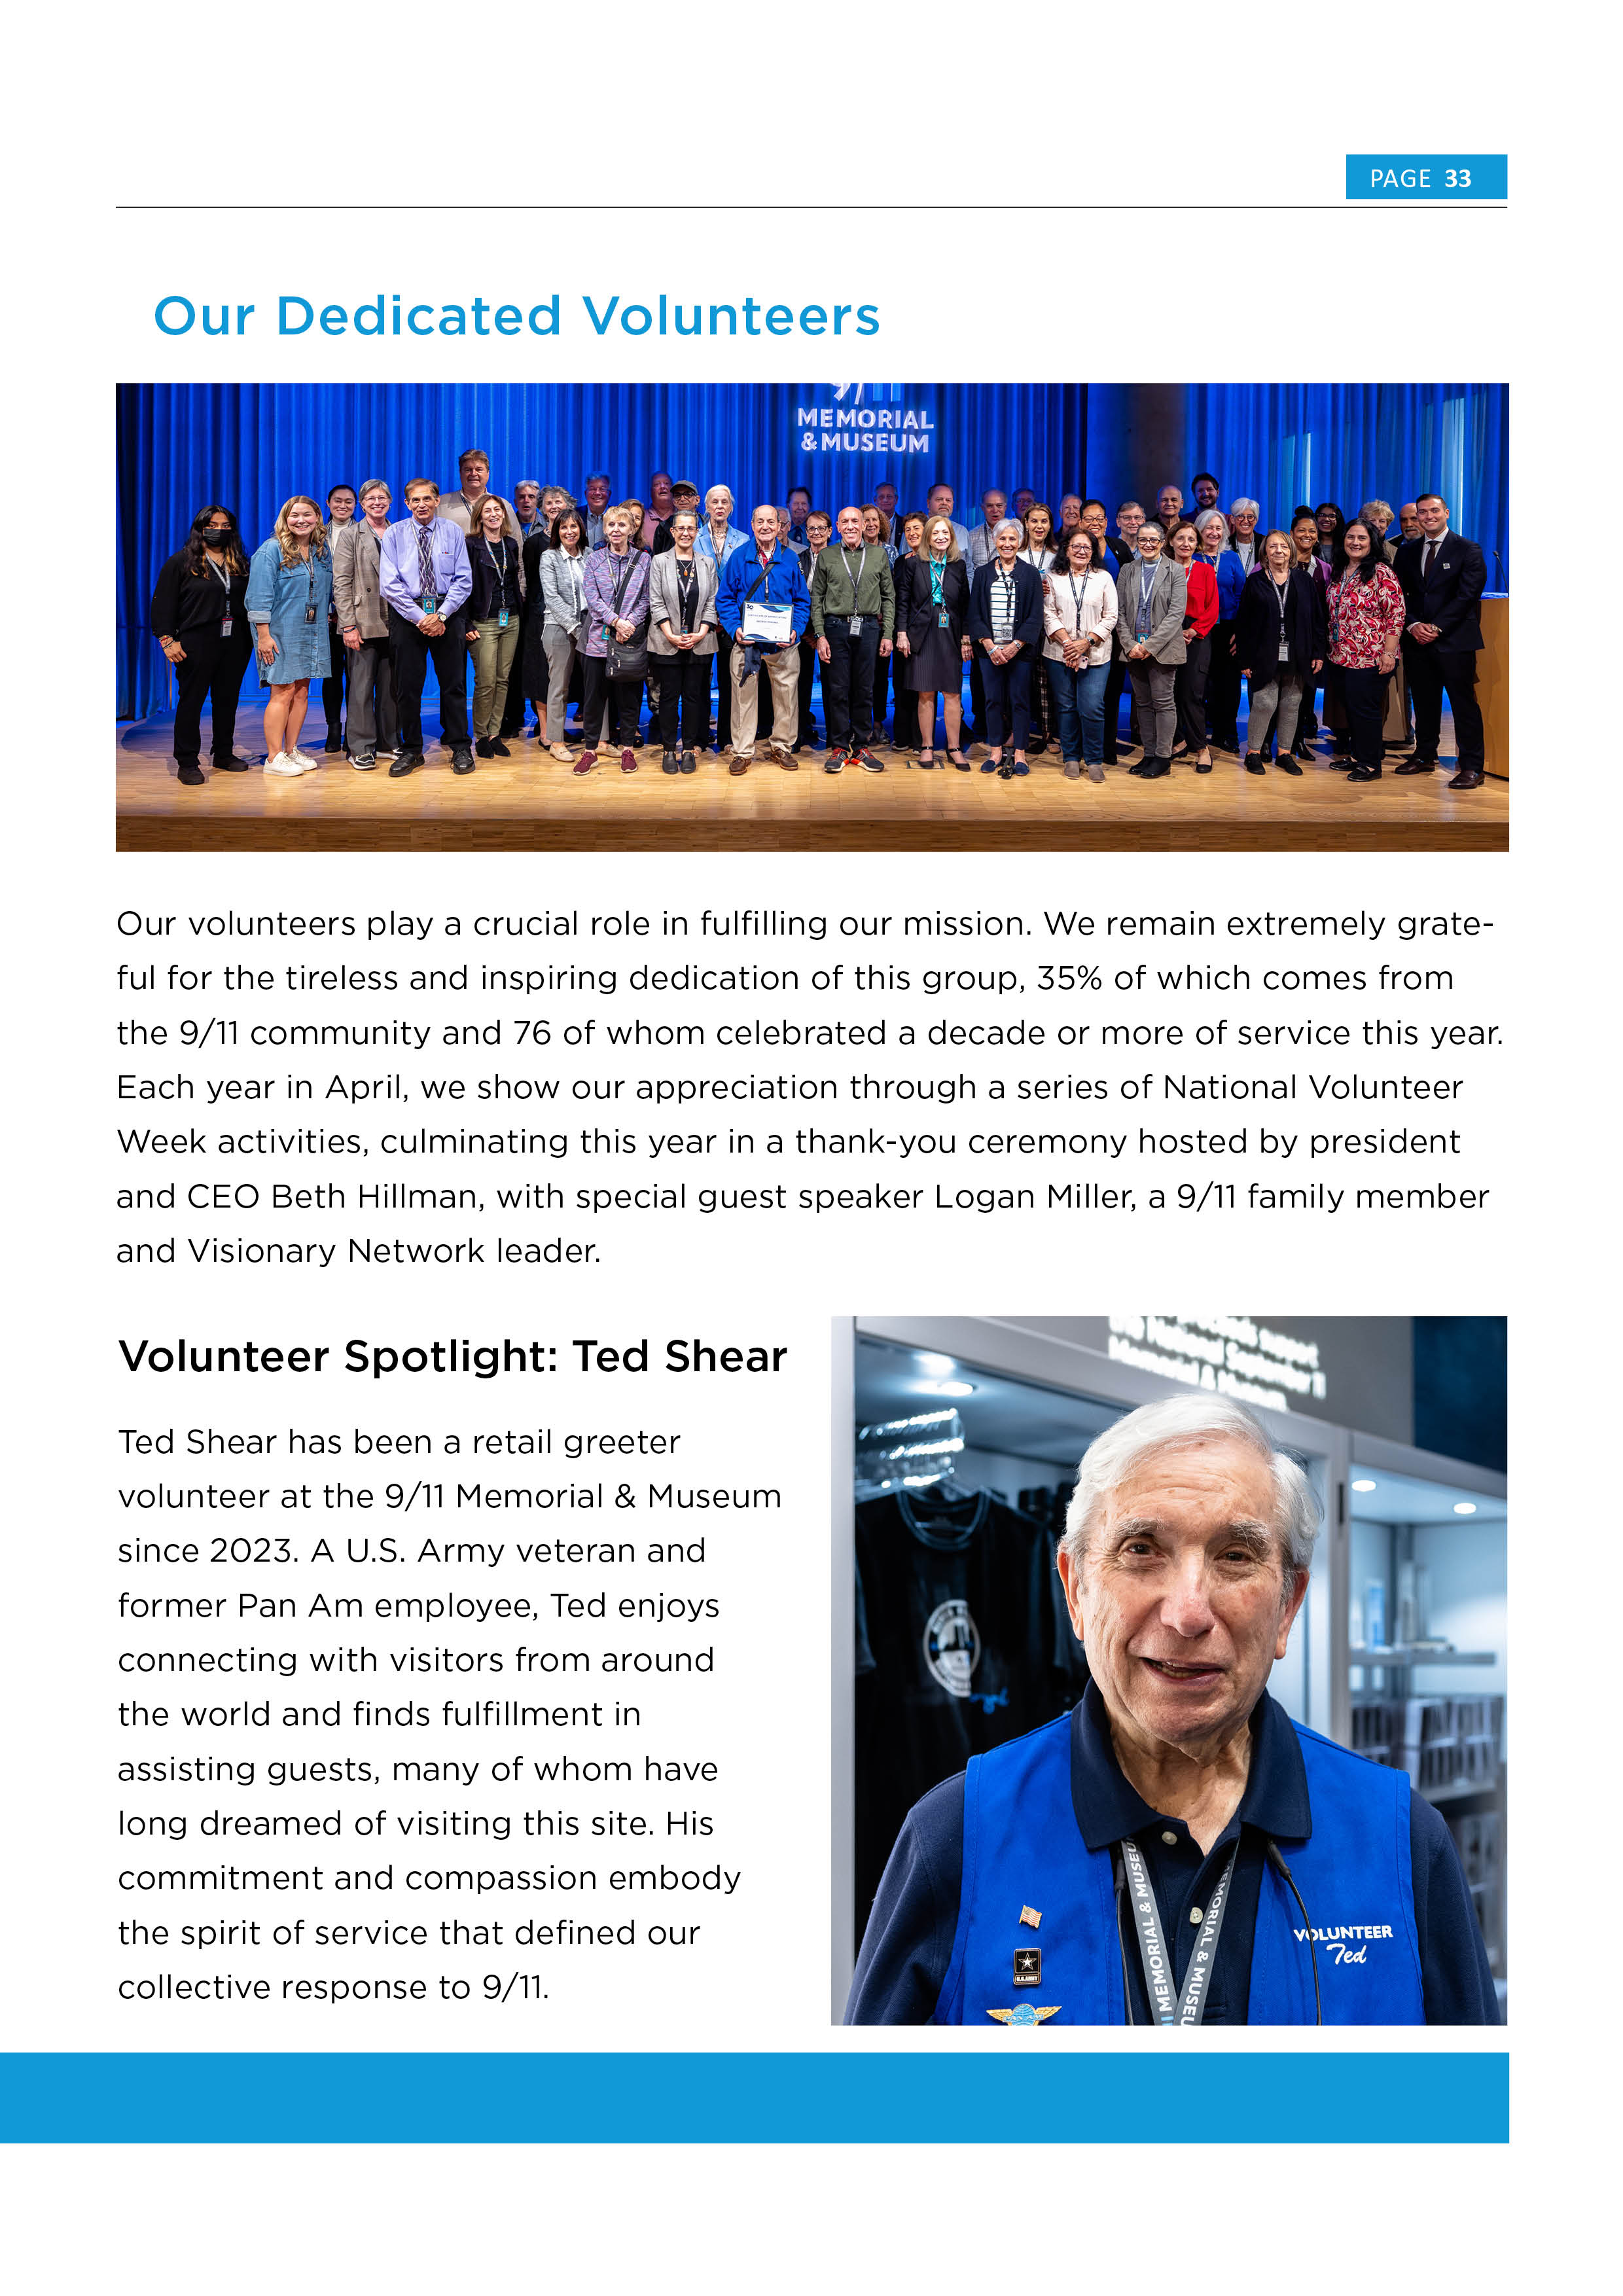 PAGE 33
Our Dedicated Volunteers
MEMORIAL
& MUSEUM
Our volunteers play a crucial role in fulfilling our mission. We remain extremely grate-
ful for the tireless and inspiring dedication of this group, 35% of which comes from
the 9/11 community and 76 of whom celebrated a decade or more of service this year.
Each year in April, we show our appreciation through a series of National Volunteer
Week activities, culminating this year in a thank-you ceremony hosted by president
and CEO Beth Hillman, with special guest speaker Logan Miller, a 9/11 family member
and Visionary Network leader.
Volunteer Spotlight: Ted Shear
Ted Shear has been a retail greeter
volunteer at the 9/11 Memorial & Museum
since 2023. A U.S. Army veteran and
former Pan Am employee, Ted enjoys
connecting with visitors from around
the world and finds fulfillment in
assisting guests, many of whom have
long dreamed of visiting this site. His
commitment and compassion embody
the spirit of service that defined our
collective response to 9/11.
National September 11
Memorial & Museum
MEMORIAL & MUSEU
EMORIAL & MUSEU
VOLUNTEER
Ted
U.S. ARMY